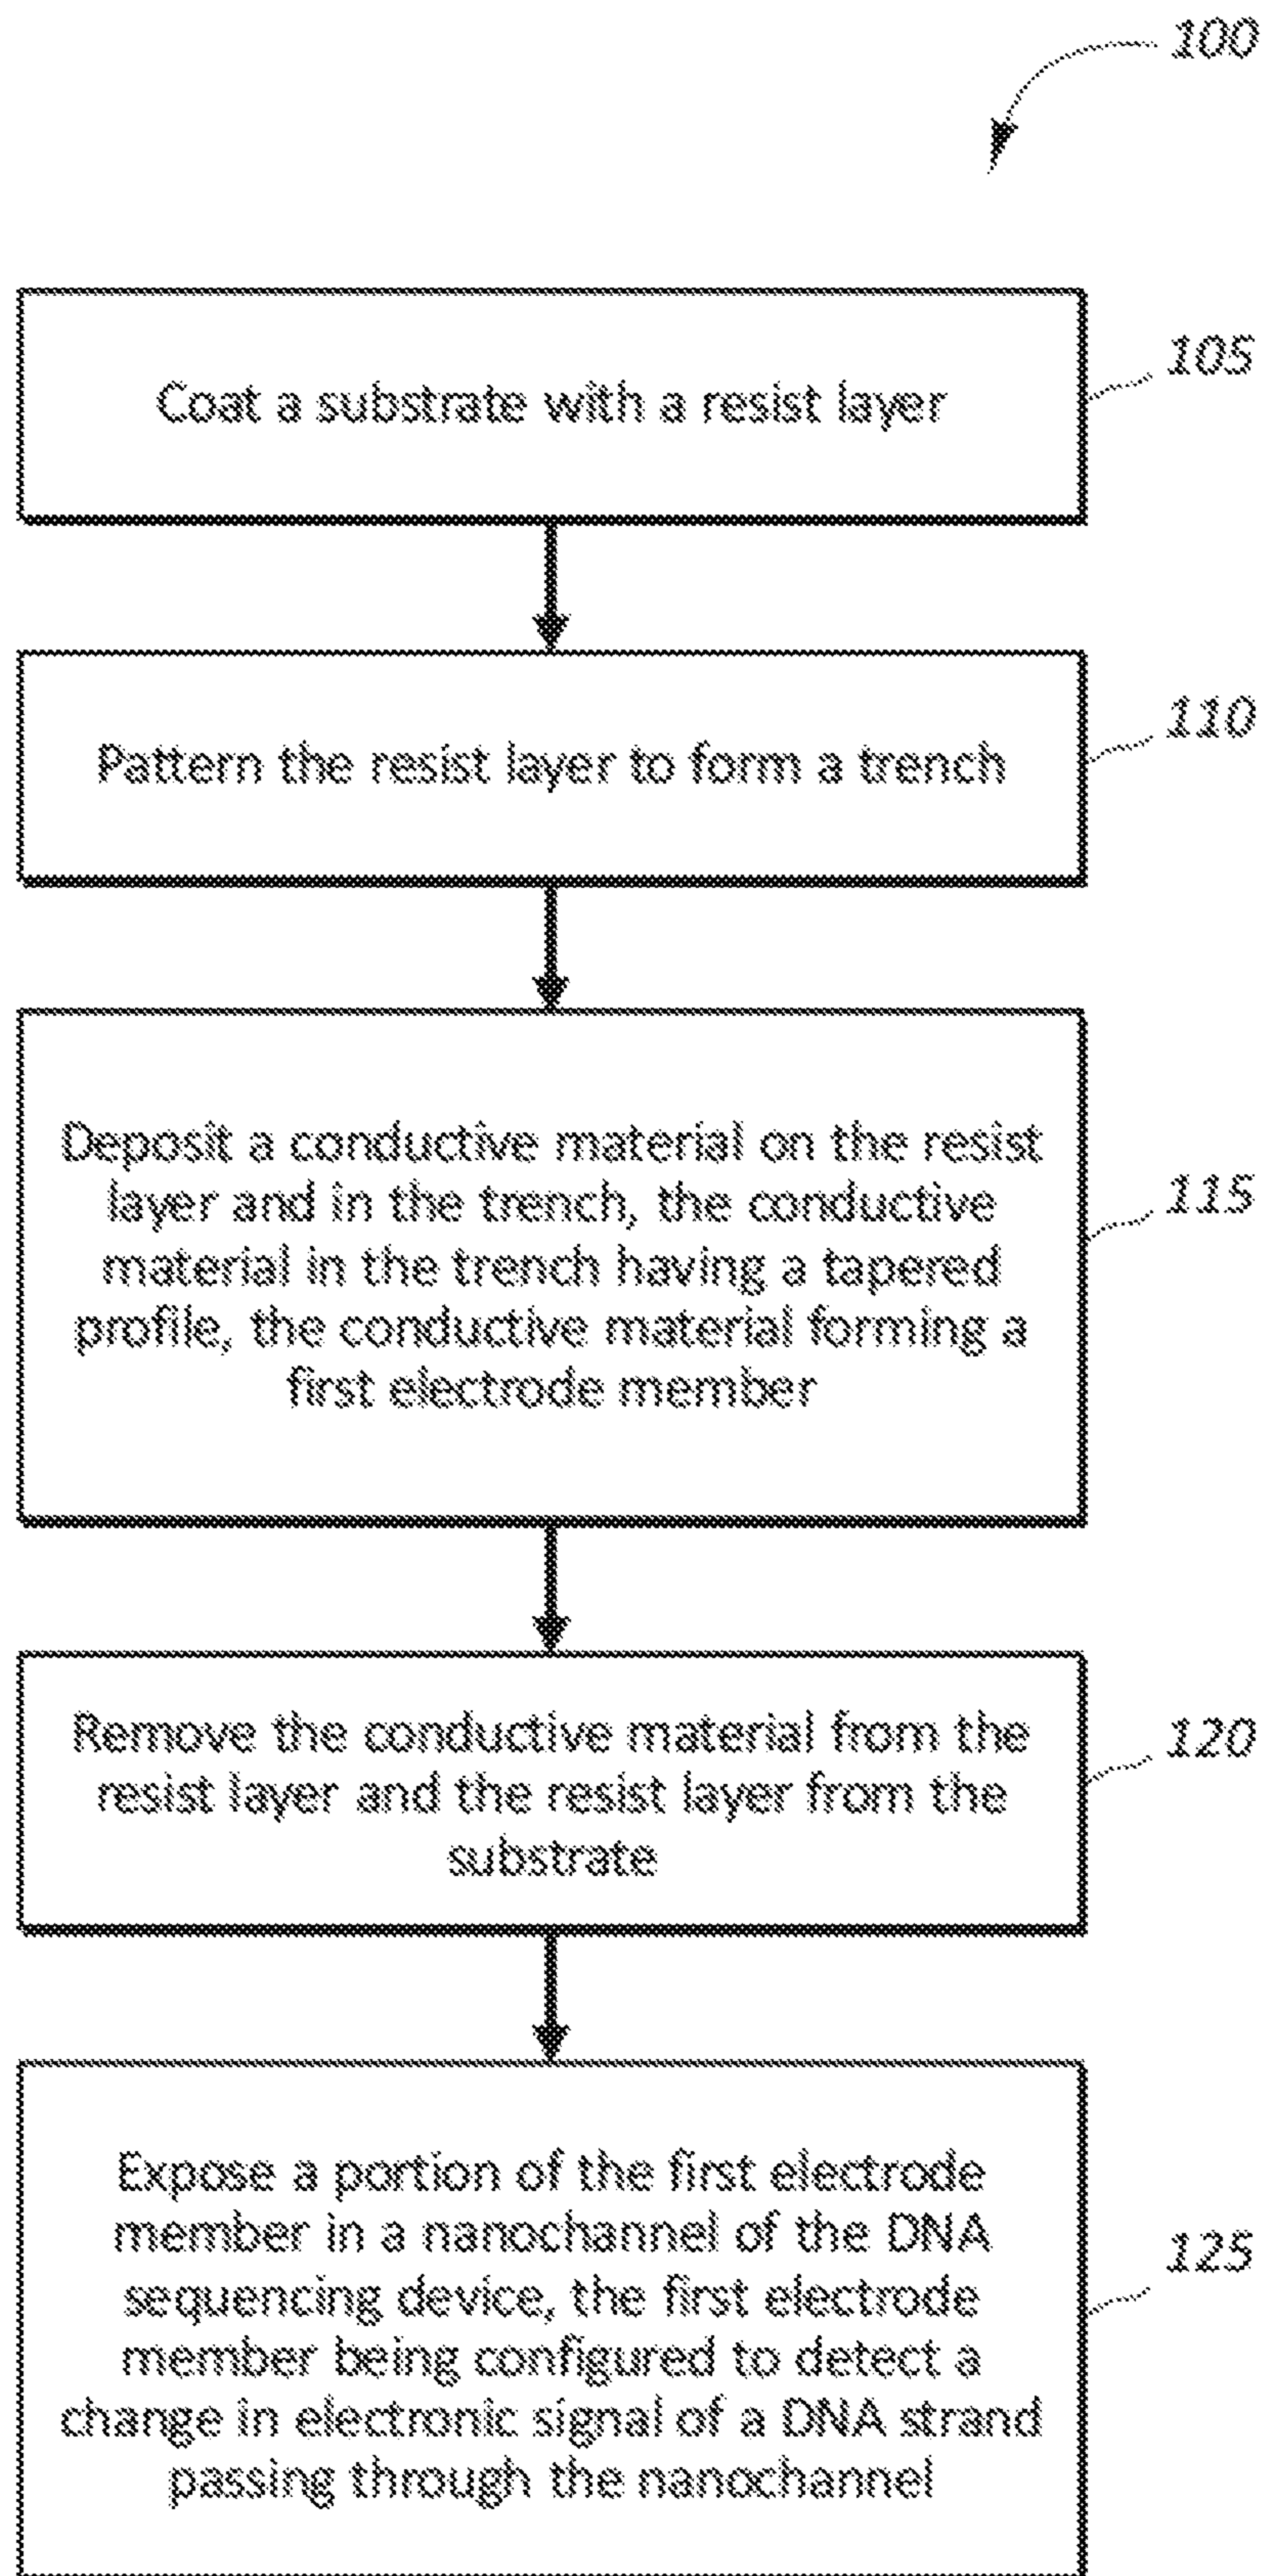 100
Coat a substrate with a resist layer
105
Pattern the resist layer to form a trench
110
Deposit a conductive material on the resist
layer and in the trench, the conductive
material in the trench having a tapered
profile, the conductive material forming a
first electrode member
115
Remove the conductive material from the
resist layer and the resist layer from the
substrate
120
Expose a portion of the first electrode
member in a nanochannel of the DNA
sequencing device, the first electrode
member being configured to detect a
change in electronic signal of a DNA strand
passing through the nanochannel
125